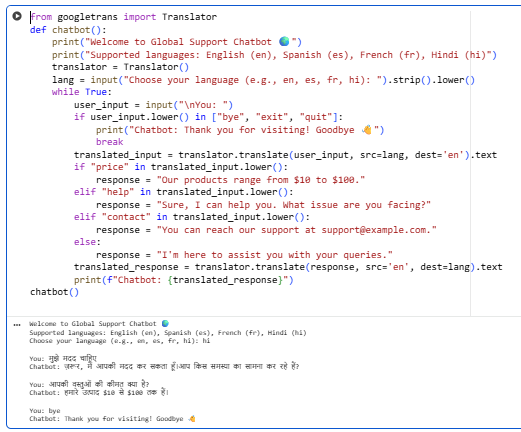 from googletrans import Translator
def chatbot():
    print("Welcome to Global Support Chatbot 🌏")
    print("Supported languages: English (en), Spanish (es), French (fr), Hindi (hi)")
    translator = Translator()
    lang = input("Choose your language (e.g., en, es, fr, hi): ").strip().lower()
    while True:
        user_input = input("\nYou: ")
        if user_input.lower() in ["bye", "exit", "quit"]:
            print("Chatbot: Thank you for visiting! Goodbye 👋")
            break
        translated_input = translator.translate(user_input, src=lang, dest='en').text
        if "price" in translated_input.lower():
            response = "Our products range from $10 to $100."
        elif "help" in translated_input.lower():
            response = "Sure, I can help you. What issue are you facing?"
        elif "contact" in translated_input.lower():
            response = "You can reach our support at support@example.com."
        else:
            response = "I'm here to assist you with your queries."
        translated_response = translator.translate(response, src='en', dest=lang).text
        print(f"Chatbot: {translated_response}")
chatbot()
Welcome to Global Support Chatbot 🌏
Supported languages: English (en), Spanish (es), French (fr), Hindi (hi)
Choose your language (e.g., en, es, fr, hi): hi
You: मुझे मदद चाहिए
Chatbot: ज़रूर, मैं आपकी मदद कर सकता हूँ।आप किस समस्या का सामना कर रहे हैं?
You: आपकी वस्तुओं की कीमत क्या है?
Chatbot: हमारे उत्पाद $10 से $100 तक हैं।
You: bye
Chatbot: Thank you for visiting! Goodbye 👋